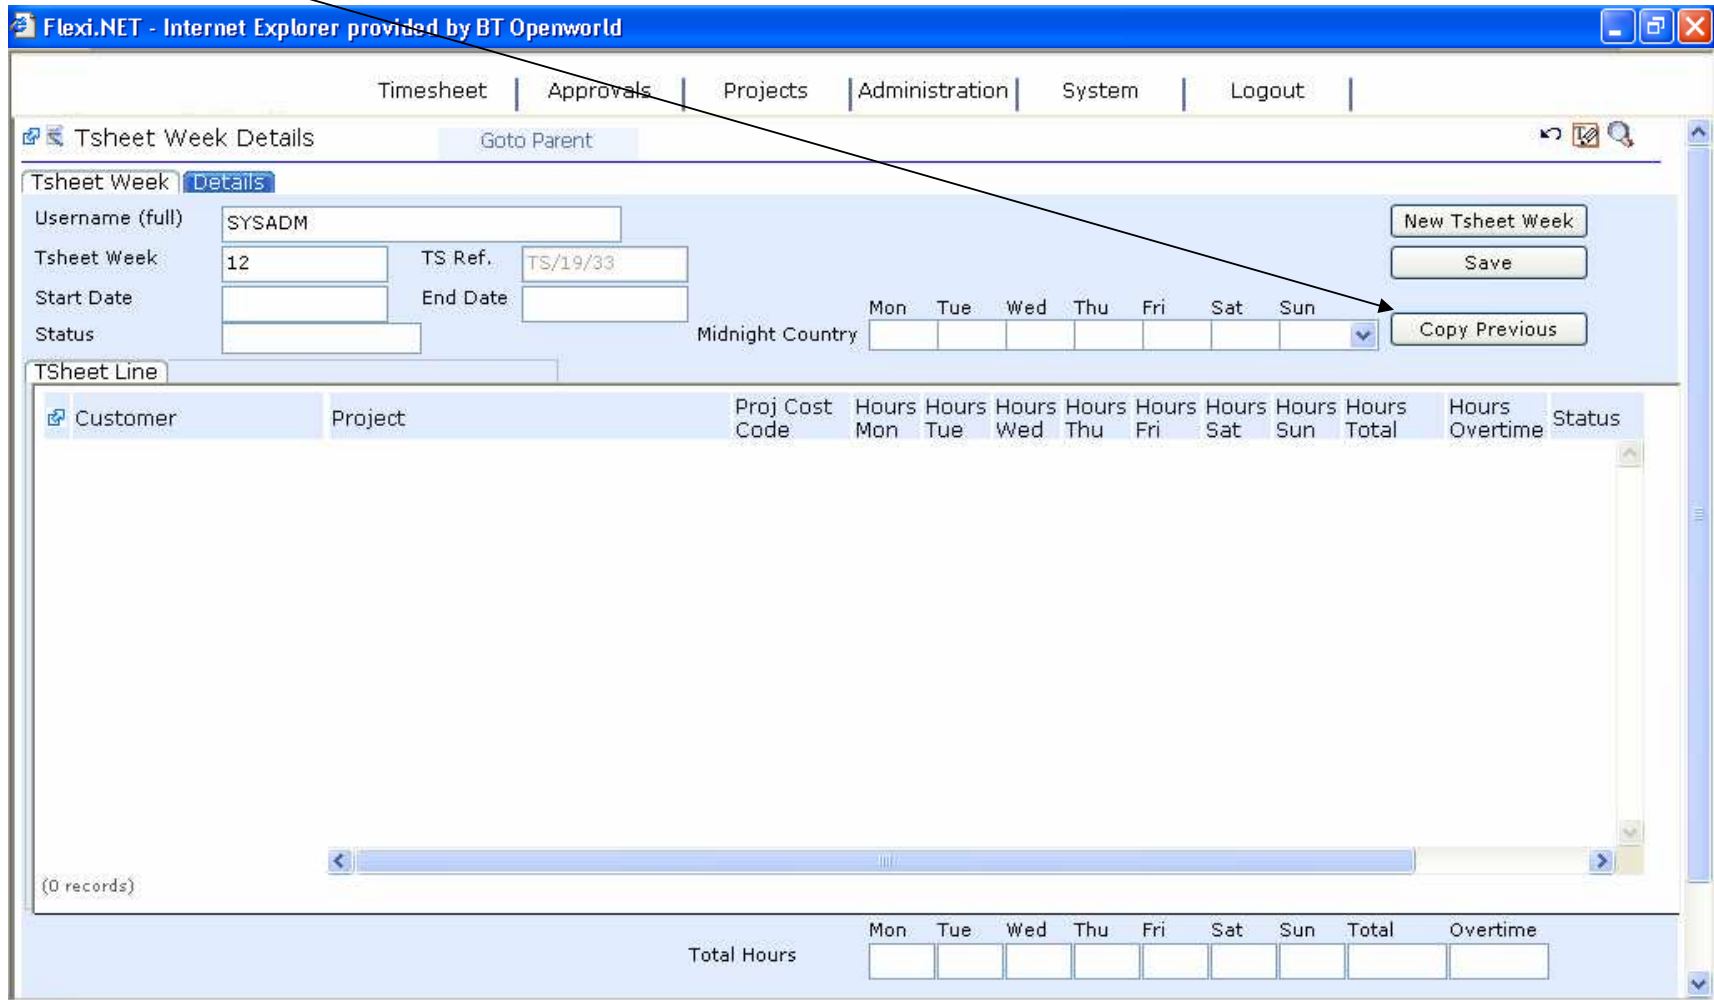 Flexi.NET - Internet Explorer provided by BT Openworld
Timesheet Approvals Projects Administration System Logout
Tsheet Week Details Goto Parent
Tsheet Week Details
Username (full) SYSADM New Tsheet Week
Tsheet Week 12 TS Ref. TS/19/33 Save
Start Date End Date
Mon Tue Wed Thu Fri Sat Sun
Status Midnight Country Copy Previous
TSheet Line
Customer Project Proj Cost Code Hours Mon Hours Tue Hours Wed Hours Thu Hours Fri Hours Sat Hours Sun Hours Total Hours Overtime Status
(0 records)
Mon Tue Wed Thu Fri Sat Sun Total Overtime
Total Hours